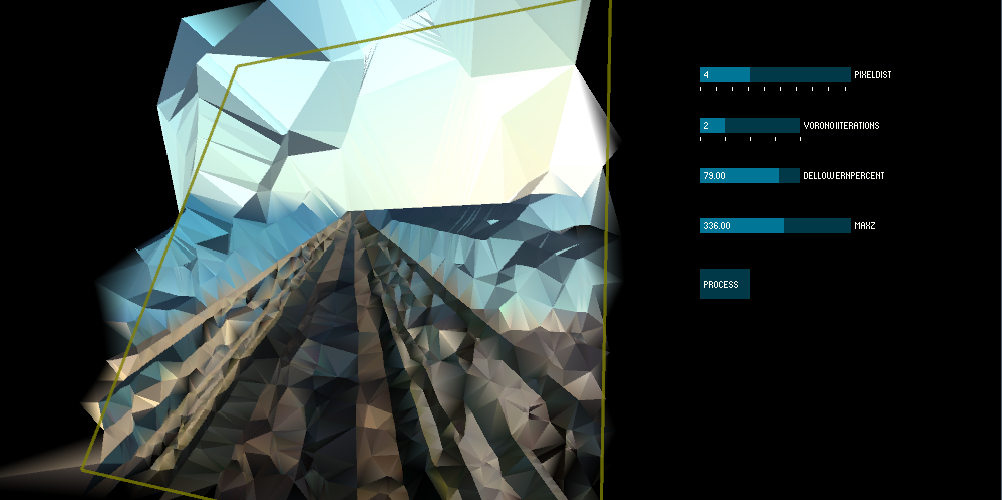 4 PIXELDIST
2 VORONOIITERATIONS
79.00 DELLOWERNPERCENT
336.00 MAXZ
PROCESS